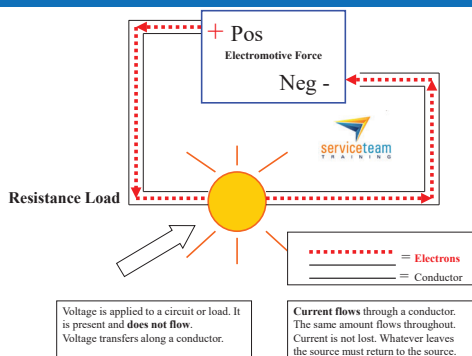 + Pos
Electromotive Force
Neg -
serviceteam
TRAINING
Resistance Load
= Electrons
= Conductor
Voltage is applied to a circuit or load. It
is present and does not flow.
Voltage transfers along a conductor.
Current flows through a conductor.
The same amount flows throughout.
Current is not lost. Whatever leaves
the source must return to the source.